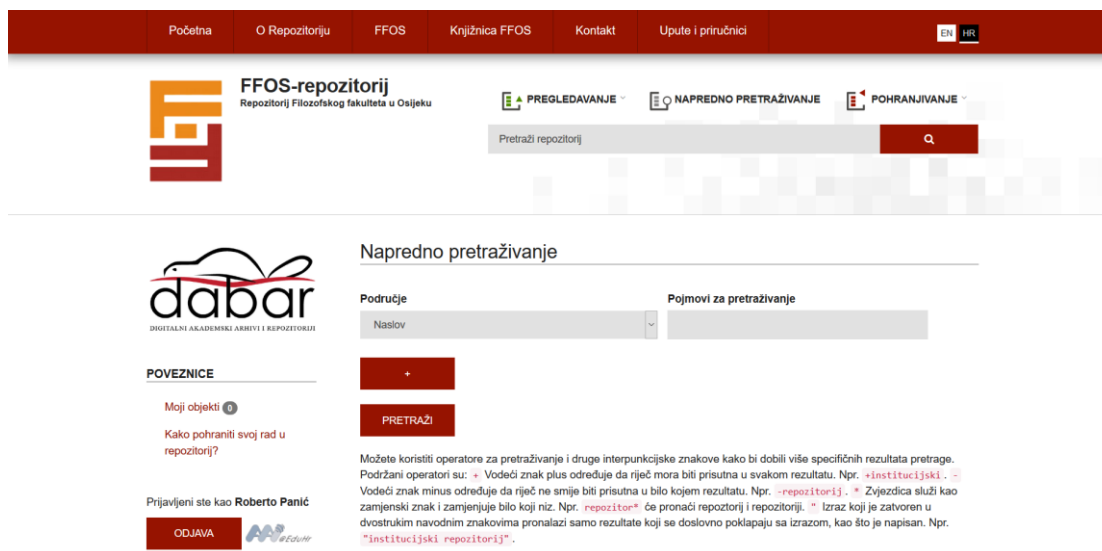 Početna O Repozitoriju FFOS Knjižnica FFOS Kontakt Upute i priručnici EN HR
FFOS-repozitorij
Repozitorij Filozofskog fakulteta u Osijeku
PREGLEDAVANJE NAPREDNO PRETRAŽIVANJE POHRANJIVANJE
Pretraži repozitorij
dabar
DIGITALNI AKADEMSKI ARHIVI I REPOZITORIJI
POVEZNICE
Moji objekti 0
Kako pohraniti svoj rad u
repozitorij?
Prijavljeni ste kao Roberto Panić
ODJAVA AAI@EduHr
Napredno pretraživanje
Područje Pojmovi za pretraživanje
Naslov
+
PRETRAŽI
Možete koristiti operatore za pretraživanje i druge interpunkcijske znakove kako bi dobili više specifičnih rezultata pretrage.
Podržani operatori su: + Vodeći znak plus određuje da riječ mora biti prisutna u svakom rezultatu. Npr. +institucijski . -
Vodeći znak minus određuje da riječ ne smije biti prisutna u bilo kojem rezultatu. Npr. -repozitorij . * Zvjezdica služi kao
zamjenski znak i zamjenjuje bilo koji niz. Npr. repozitor* će pronaći repoztorij i repozitoriji. " Izraz koji je zatvoren u
dvostrukim navodnim znakovima pronalazi samo rezultate koji se doslovno poklapaju sa izrazom, kao što je napisan. Npr.
"institucijski repozitorij" .